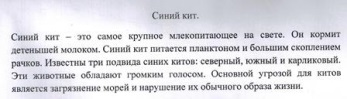 Синий кит.
Синий кит – это самое крупное млекопитающее на свете. Он кормит
детенышей молоком. Синий кит питается планктоном и большим скоплением
рачков. Известны три подвида синих китов: северный, южный и карликовый.
Эти животные обладают громким голосом. Основной угрозой для китов
является загрязнение морей и нарушение их обычного образа жизни.